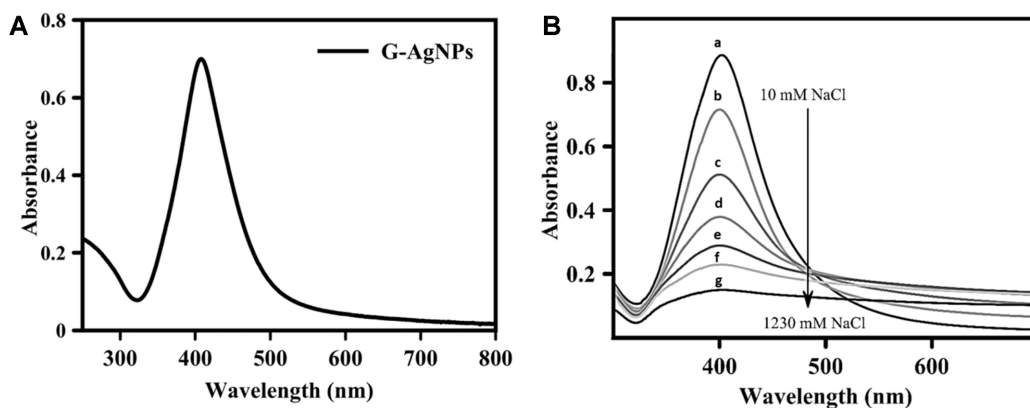 A
0.8
0.6
0.4
0.2
0
Absorbance
G-AgNPs
300 400 500 600 700 800
Wavelength (nm)
B
0.8
0.6
0.4
0.2
Absorbance
a
b
c
d
e
f
g
10 mM NaCl
1230 mM NaCl
400 500 600
Wavelength (nm)